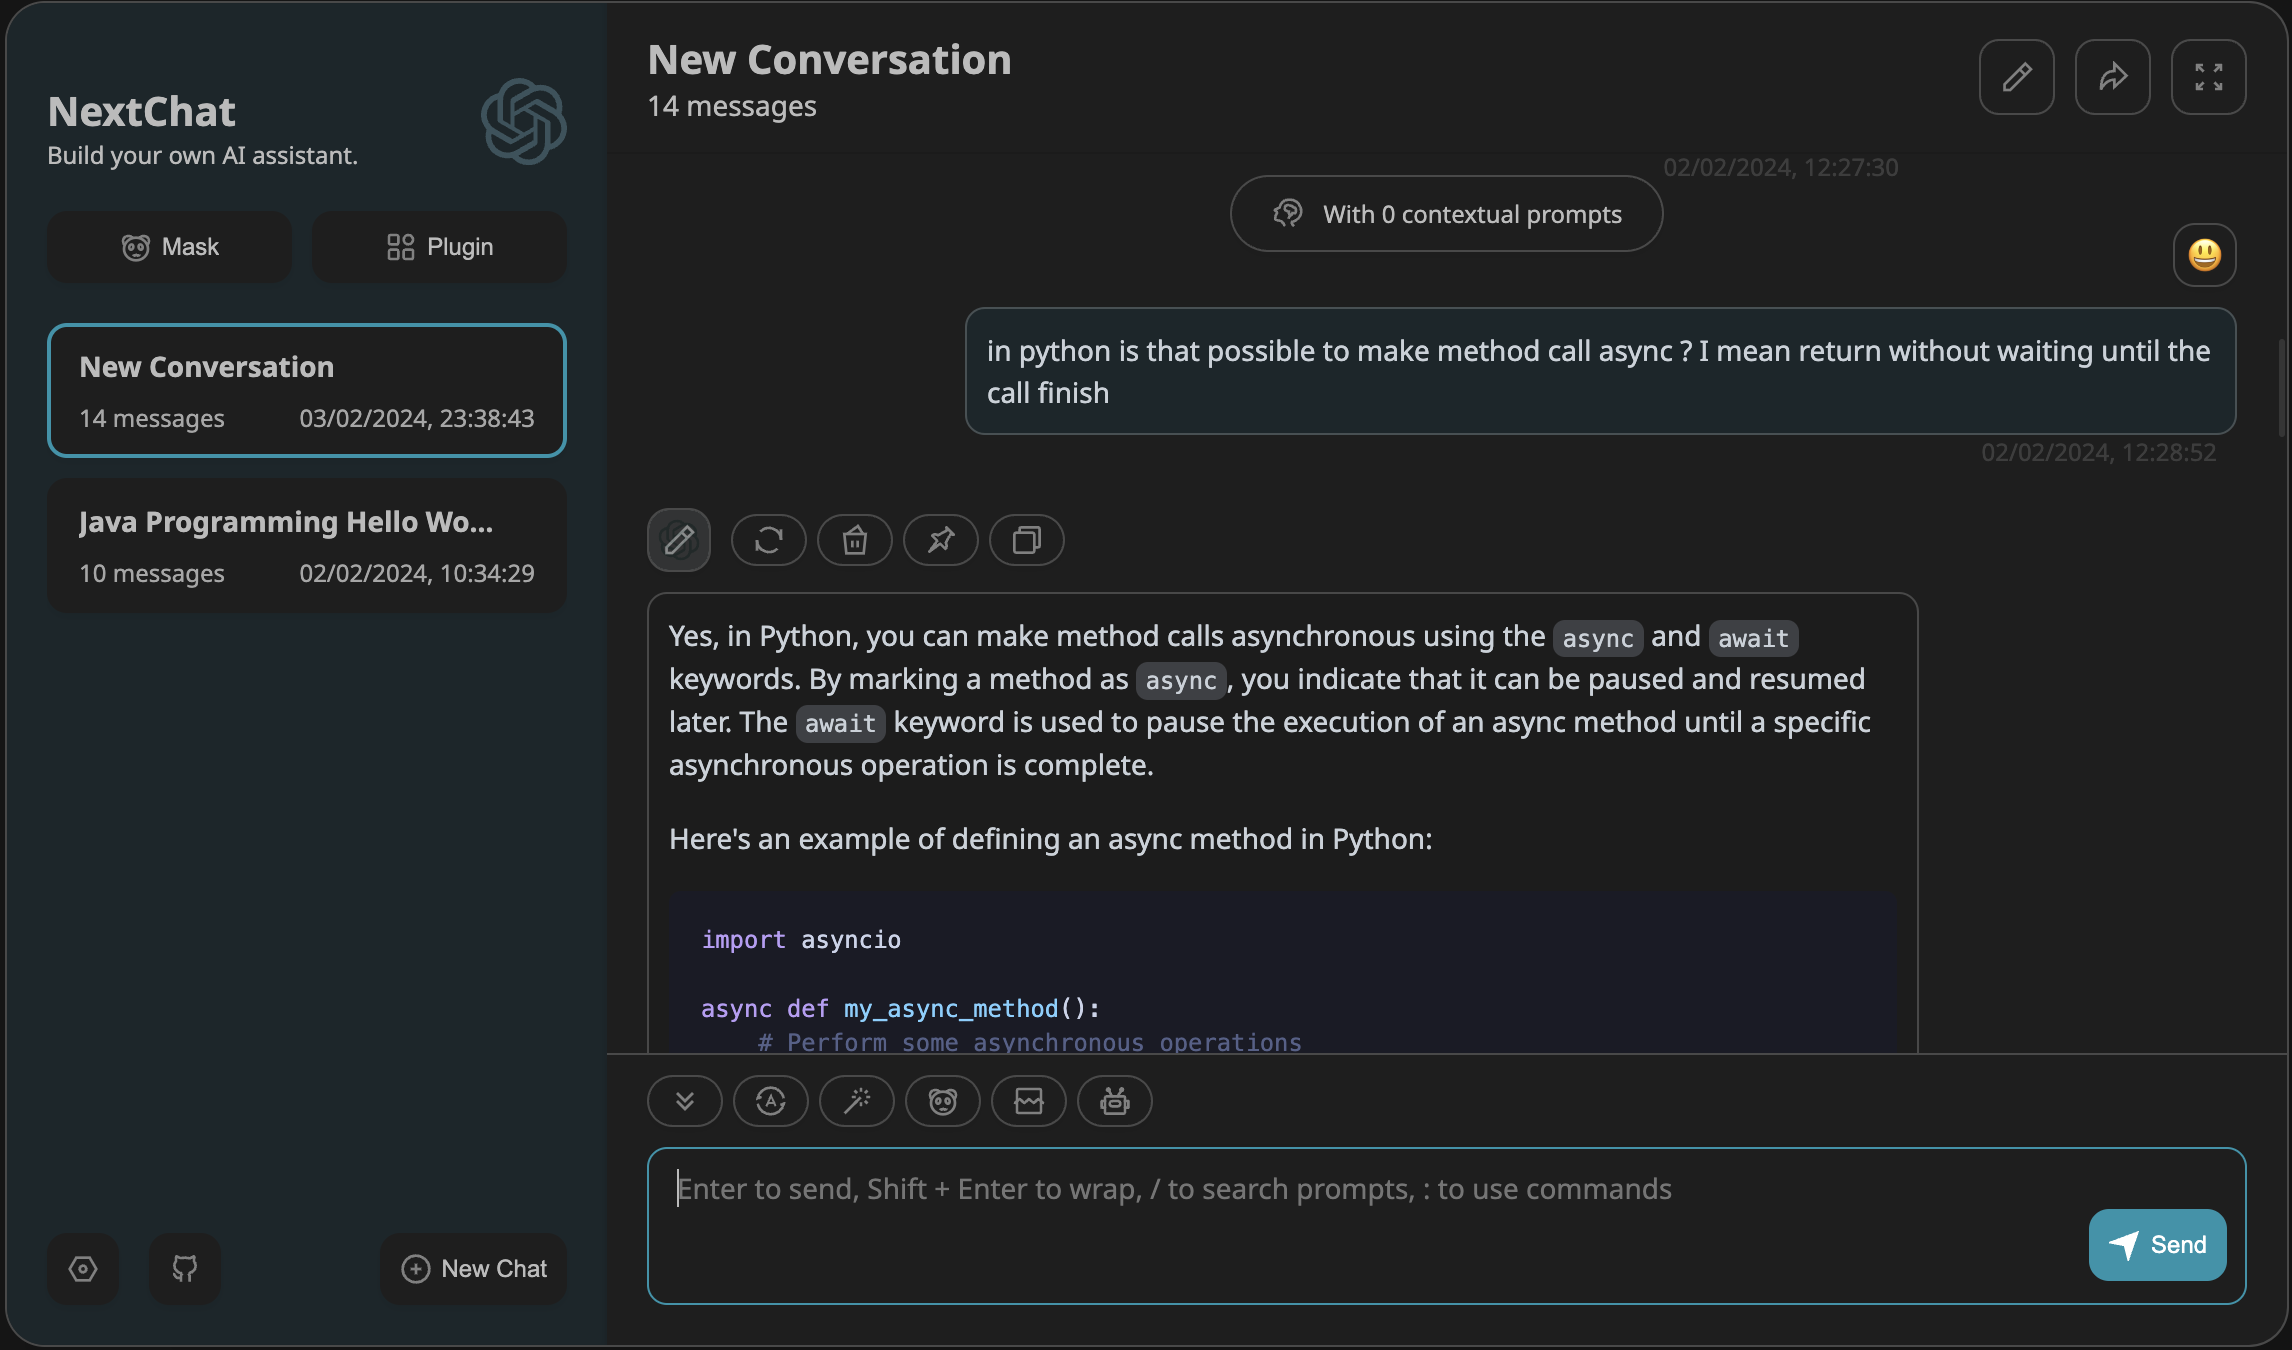 NextChat
Build your own AI assistant.
Mask
Plugin
New Conversation
14 messages
03/02/2024, 23:38:43
Java Programming Hello Wo...
10 messages
02/02/2024, 10:34:29
New Chat
New Conversation
14 messages
02/02/2024, 12:27:30
With 0 contextual prompts
in python is that possible to make method call async ? I mean return without waiting until the
call finish
02/02/2024, 12:28:52
Yes, in Python, you can make method calls asynchronous using the async and await
keywords. By marking a method as async, you indicate that it can be paused and resumed
later. The await keyword is used to pause the execution of an async method until a specific
asynchronous operation is complete.
Here's an example of defining an async method in Python:
import asyncio
async def my_async_method():
# Perform some asynchronous operations
Enter to send, Shift + Enter to wrap, / to search prompts, : to use commands
Send